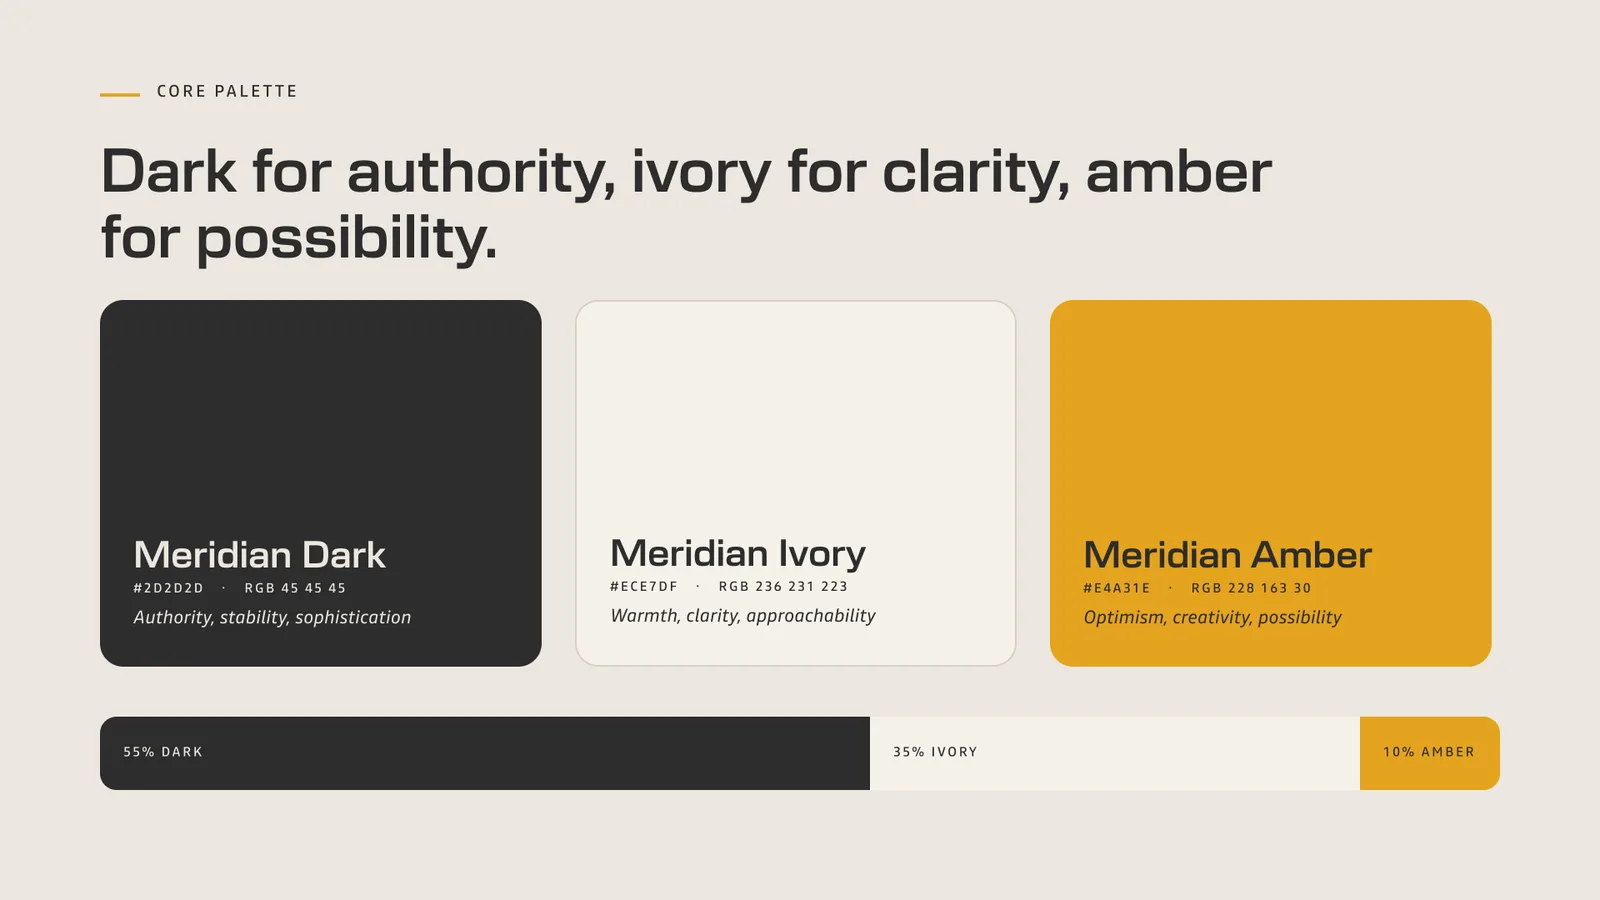 CORE PALETTE
Dark for authority, ivory for clarity, amber
for possibility.
Meridian Dark
#2D2D2D · RGB 45 45 45
Authority, stability, sophistication
Meridian Ivory
#ECE7DF · RGB 236 231 223
Warmth, clarity, approachability
Meridian Amber
#E4A31E · RGB 228 163 30
Optimism, creativity, possibility
55% DARK
35% IVORY
10% AMBER